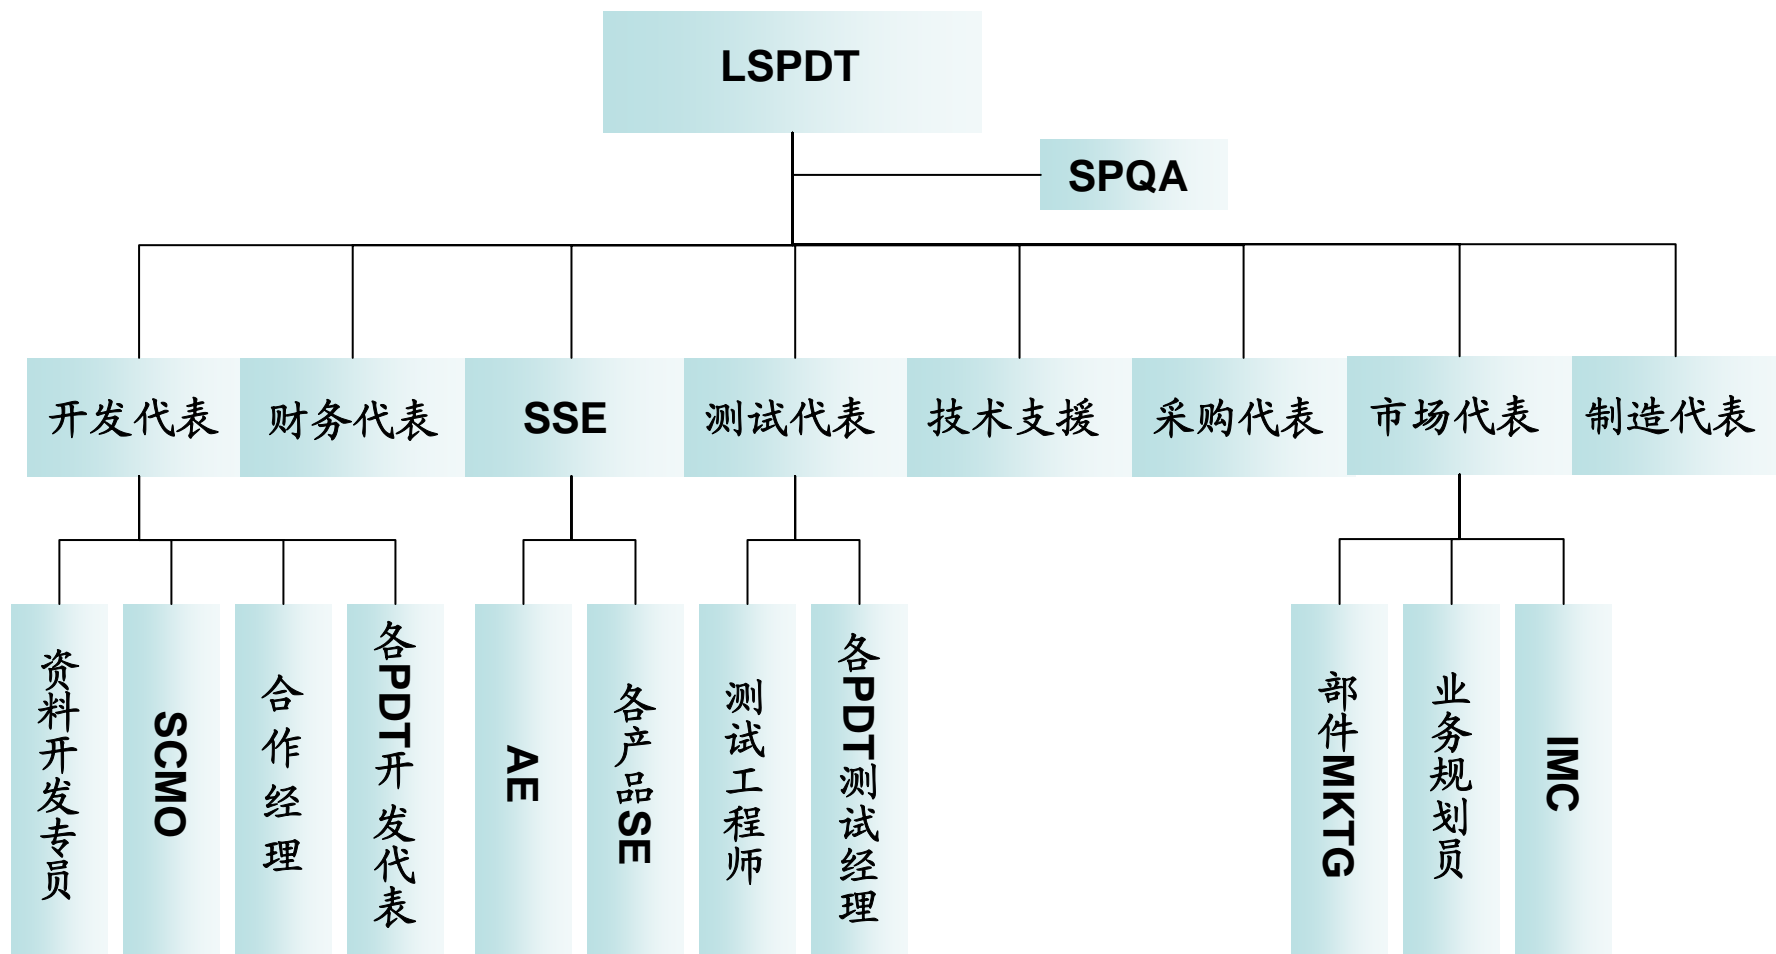 LSPDT
SPQA
开发代表
财务代表
SSE
测试代表
技术支援
采购代表
市场代表
制造代表
资料开发专员
SCMO
合作经理
各PDT开发代表
AE
各产品SE
测试工程师
各PDT测试经理
部件MKTG
业务规划员
IMC